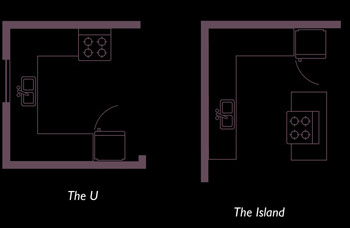 The U
The Island